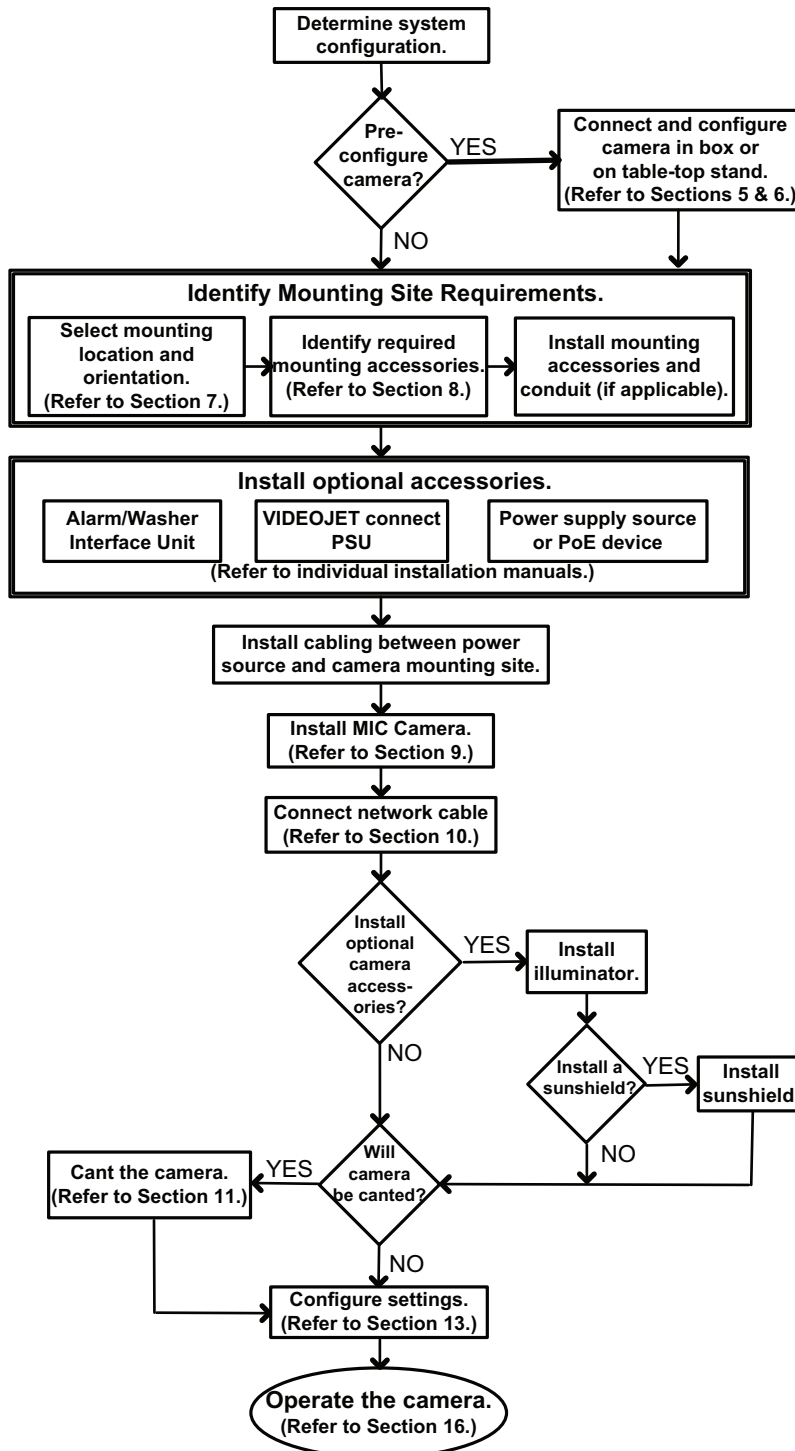 Determine system
configuration.
Pre-
configure
camera?
YES
Connect and configure
camera in box or
on table-top stand.
(Refer to Sections 5 & 6.)
NO
Identify Mounting Site Requirements.
Select mounting
location and
orientation.
(Refer to Section 7.)
Identify required
mounting accessories.
(Refer to Section 8.)
Install mounting
accessories and
conduit (if applicable).
Install optional accessories.
Alarm/Washer
Interface Unit
VIDEOJET connect
PSU
Power supply source
or PoE device
(Refer to individual installation manuals.)
Install cabling between power
source and camera mounting site.
Install MIC Camera.
(Refer to Section 9.)
Connect network cable
(Refer to Section 10.)
Install
optional
camera
access-
ories?
YES
Install
illuminator.
NO
Install a
sunshield?
YES
Install
sunshield
NO
Will
camera
be canted?
YES
Cant the camera.
(Refer to Section 11.)
NO
Configure settings.
(Refer to Section 13.)
Operate the camera.
(Refer to Section 16.)